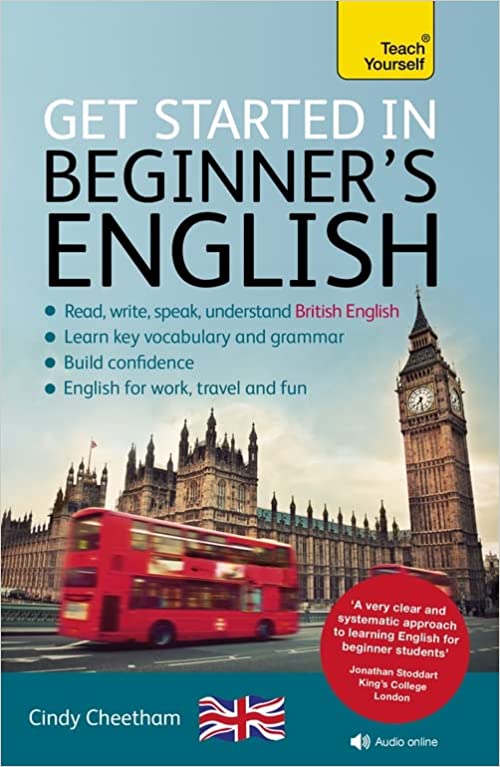 Teach
Yourself®
GET STARTED IN
BEGINNER'S
ENGLISH
• Read, write, speak, understand British English
• Learn key vocabulary and grammar
• Build confidence
• English for work, travel and fun
'A very clear and
systematic approach
to learning English for
beginner students'
Jonathan Stoddart
King's College
London
Cindy Cheetham
Audio online